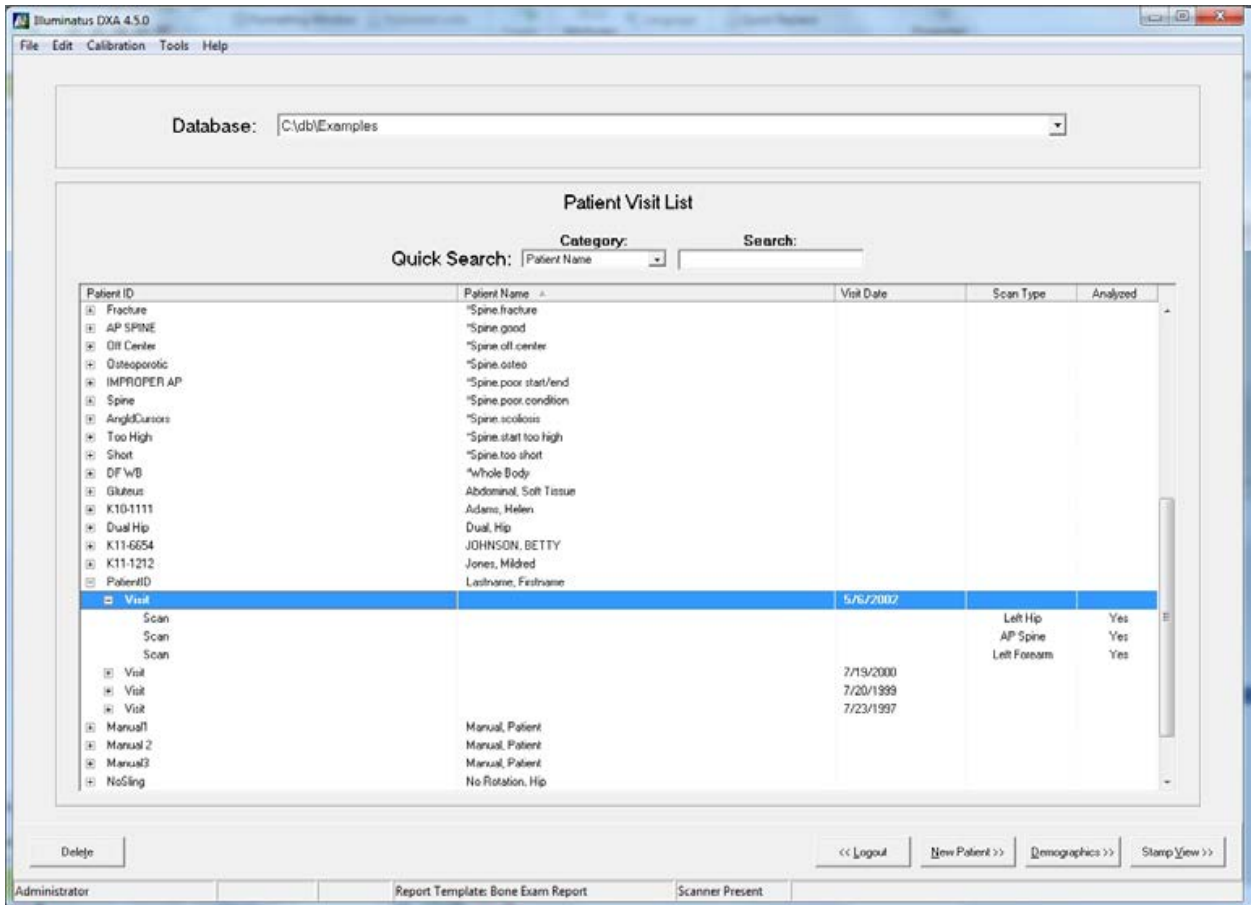 Illuminatus DXA 4.5.0
File Edit Calibration Tools Help
Database: C:\db\Examples
Patient Visit List
Category: Search:
Quick Search: Patient Name
Patient ID Patient Name Visit Date Scan Type Analyzed
Fracture *Spine.fracture
AP SPINE *Spine.good
Off Center *Spine.off.center
Osteoporotic *Spine.osteo
IMPROPER AP *Spine.poor start/end
Spine *Spine.poor.condition
AngldCursors *Spine.scoliosis
Too High *Spine.start too high
Short *Spine.too short
DF WB *Whole Body
Gluteus Abdominal, Soft Tissue
K10-1111 Adams, Helen
Dual Hip Dual, Hip
K11-6654 JOHNSON, BETTY
K11-1212 Jones, Mildred
PatientID Lastname, Firstname
Visit 5/6/2002
Scan Left Hip Yes
Scan AP Spine Yes
Scan Left Forearm Yes
Visit 7/19/2000
Visit 7/20/1999
Visit 7/23/1997
Manual1 Manual, Patient
Manual 2 Manual, Patient
Manual3 Manual, Patient
NoSling No Rotation, Hip
Delete << Logout New Patient >> Demographics >> Stamp View >>
Administrator Report Template: Bone Exam Report Scanner Present